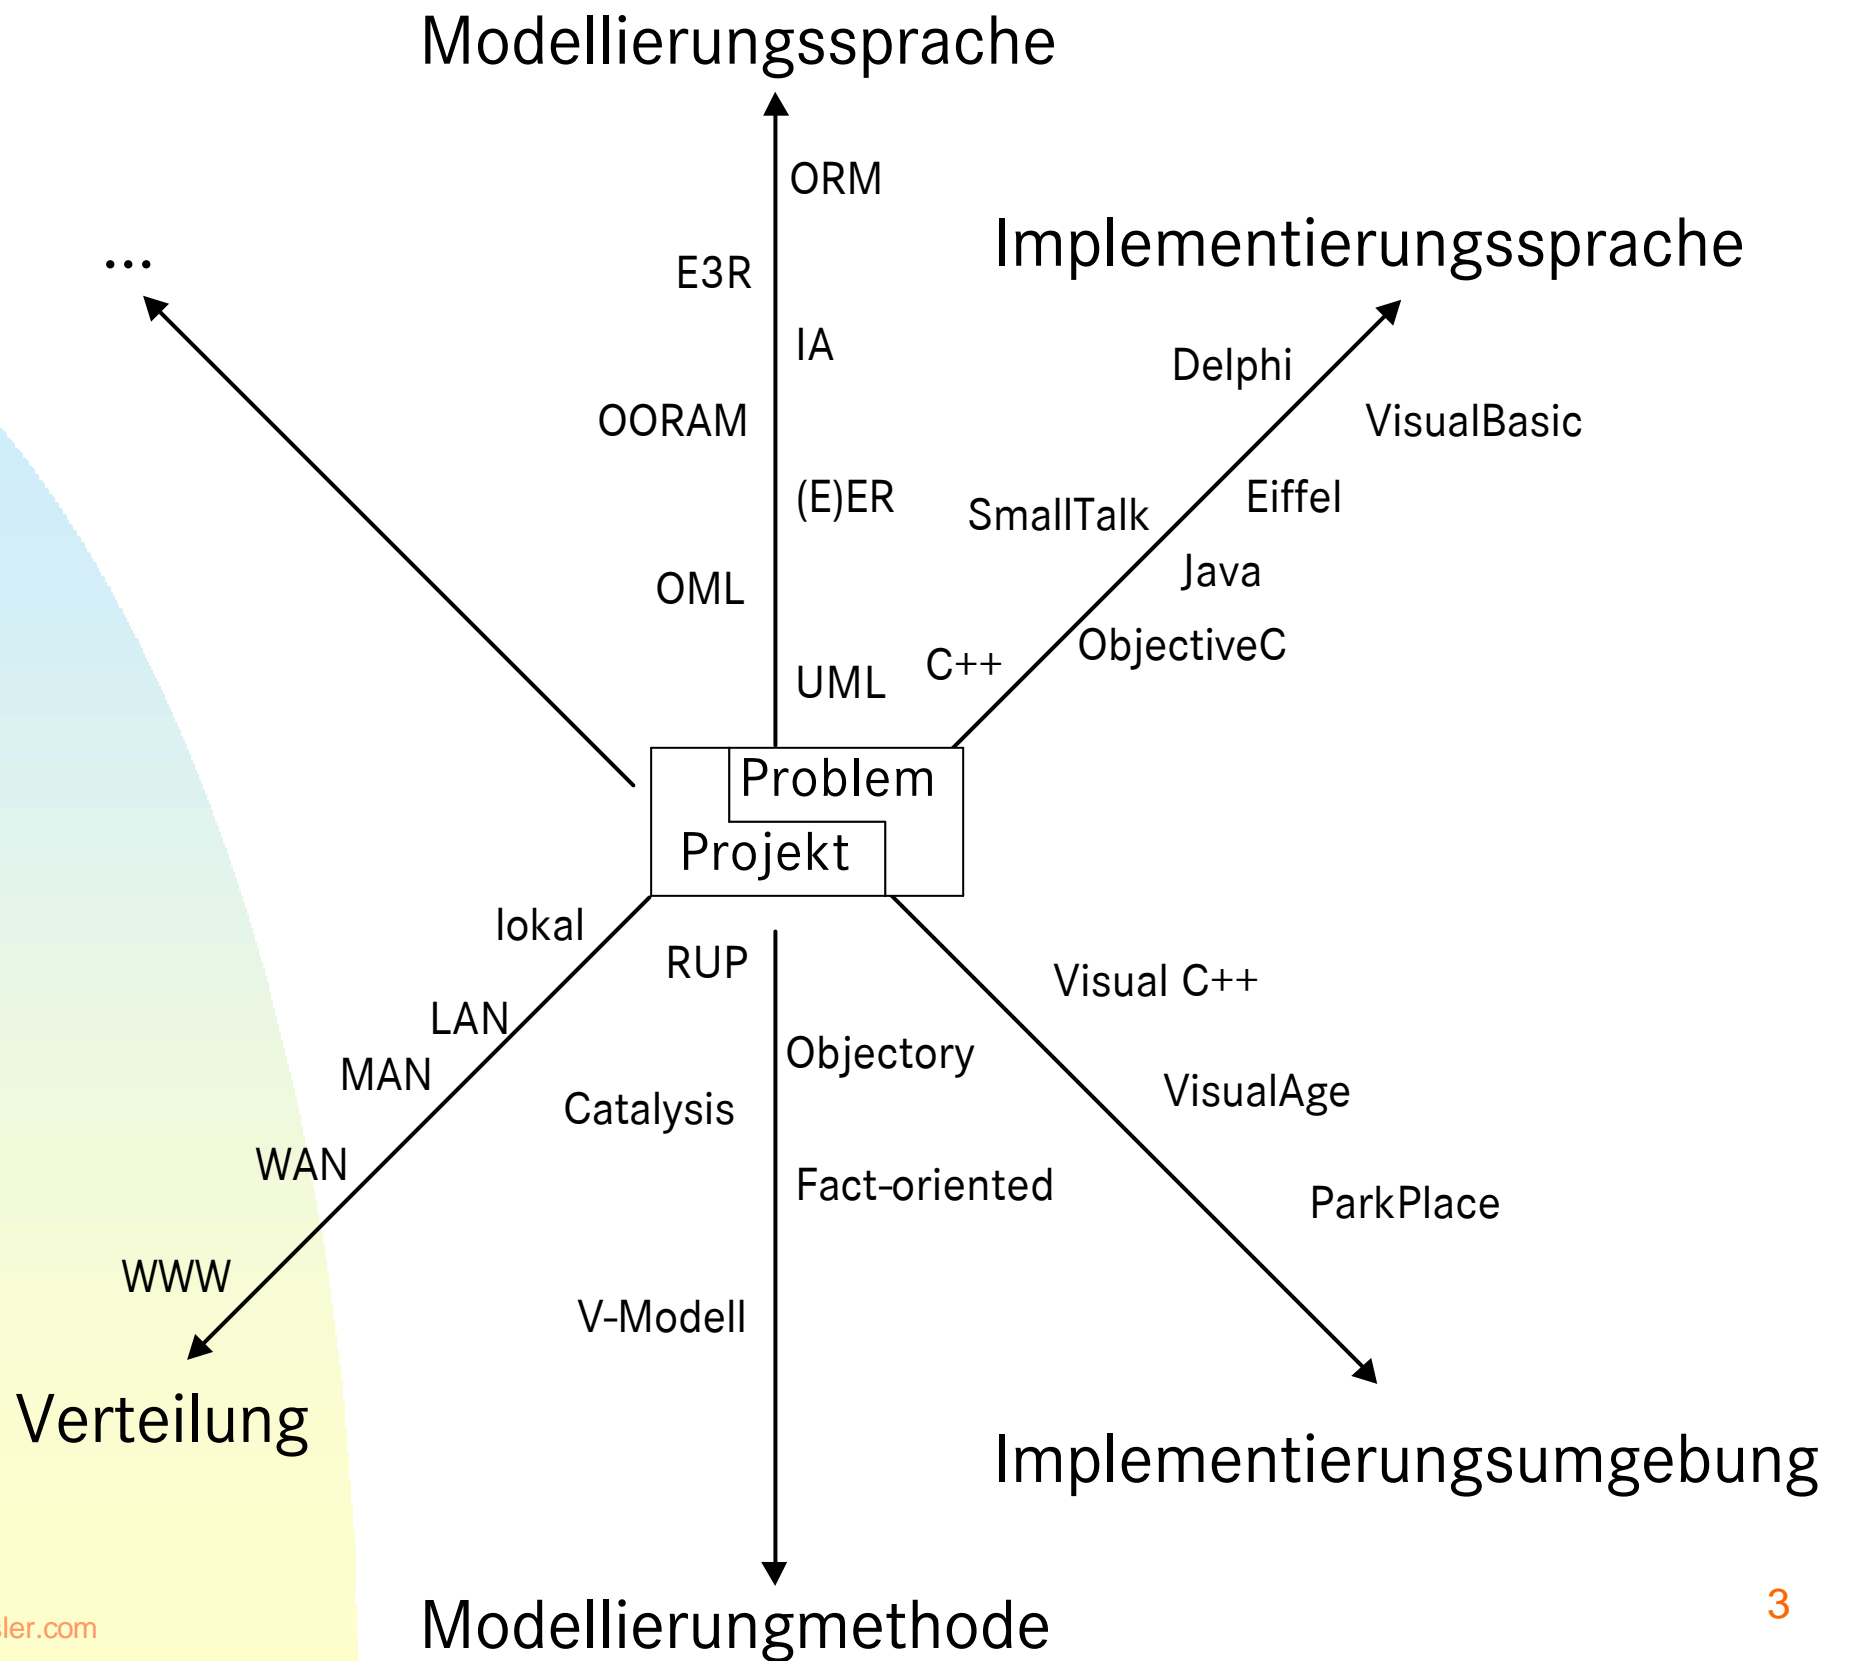 Modellierungssprache
ORM
Implementierungssprache
...
E3R
IA
Delphi
OORAM
VisualBasic
(E)ER
SmallTalk
Eiffel
OML
Java
ObjectiveC
C++
UML
Problem
Projekt
lokal
RUP
Visual C++
LAN
Objectory
MAN
VisualAge
Catalysis
WAN
Fact-oriented
ParkPlace
WWW
V-Modell
Verteilung
Implementierungsumgebung
3
Modellierungmethode
ler.com